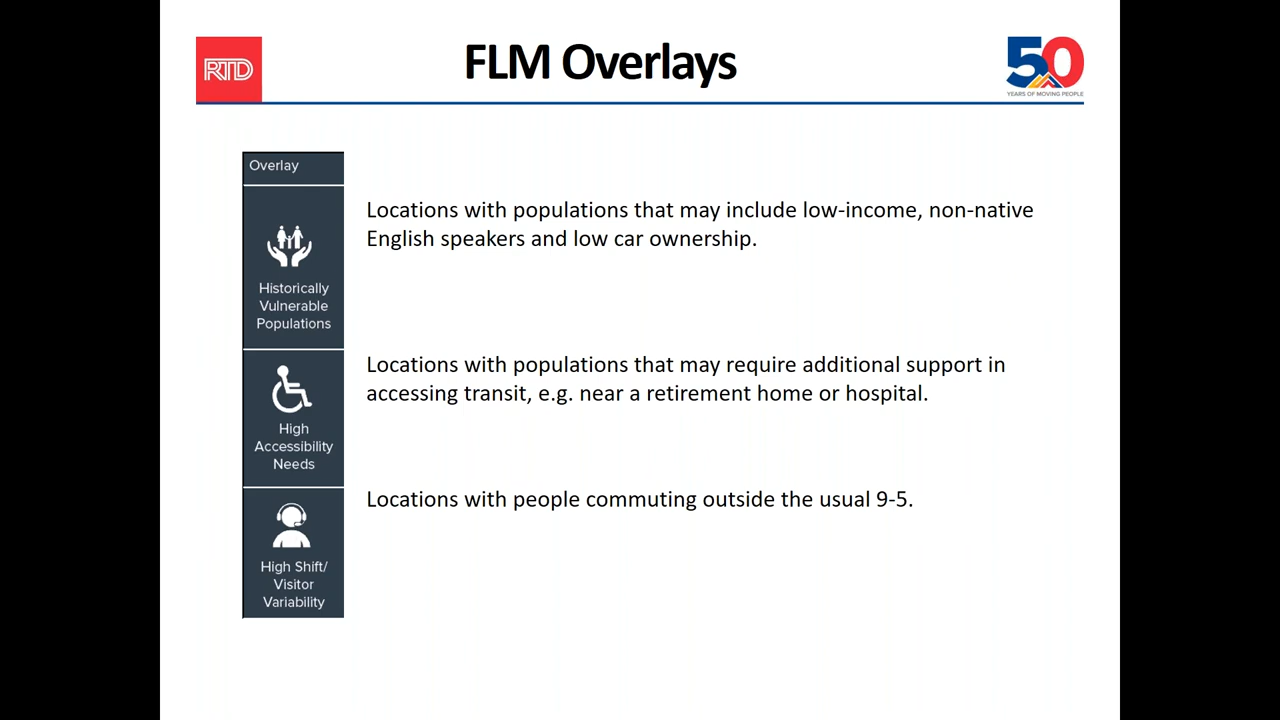 RTD
FLM Overlays
50
YEARS OF MOVING PEOPLE
Overlay
Historically
Vulnerable
Populations
Locations with populations that may include low-income, non-native
English speakers and low car ownership.
High
Accessibility
Needs
Locations with populations that may require additional support in
accessing transit, e.g. near a retirement home or hospital.
High Shift/
Visitor
Variability
Locations with people commuting outside the usual 9-5.